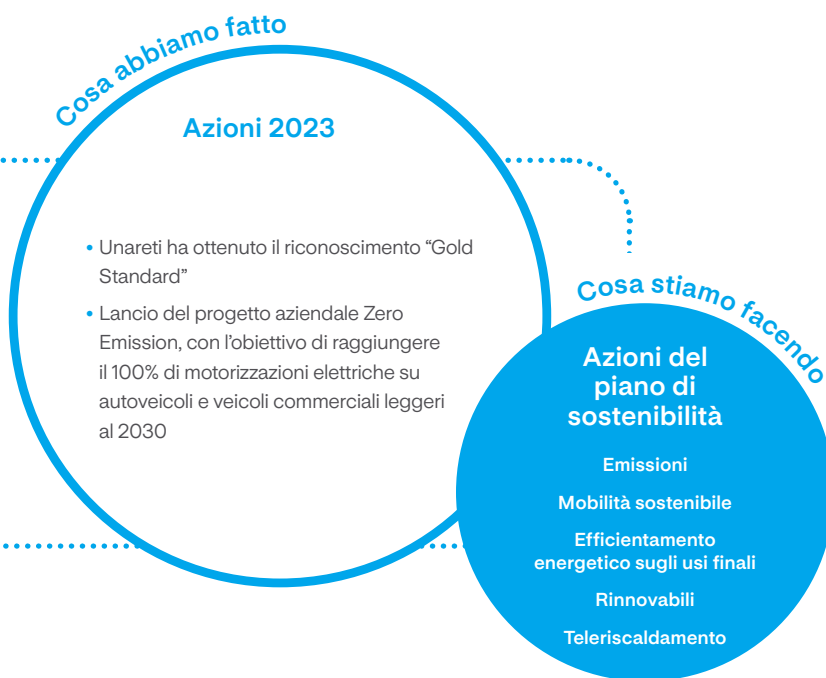 Cosa abbiamo fatto
Azioni 2023
• Unareti ha ottenuto il riconoscimento “Gold
Standard”
• Lancio del progetto aziendale Zero
Emission, con l’obiettivo di raggiungere
il 100% di motorizzazioni elettriche su
autoveicoli e veicoli commerciali leggeri
al 2030
Cosa stiamo facendo
Azioni del
piano di
sostenibilità
Emissioni
Mobilità sostenibile
Efficientamento
energetico sugli usi finali
Rinnovabili
Teleriscaldamento